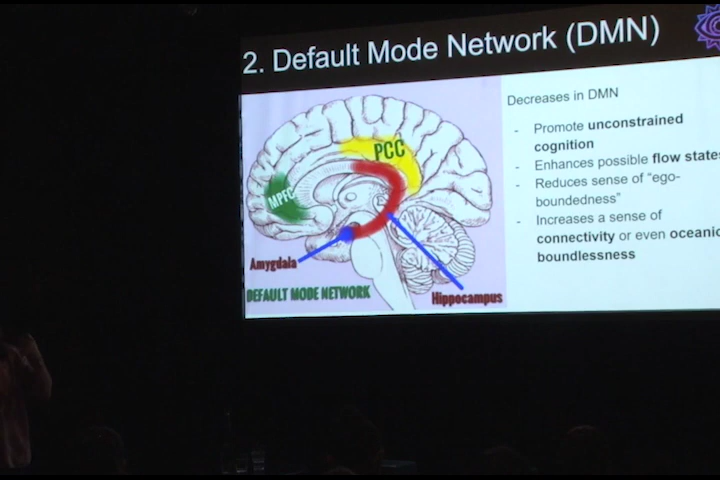 2. Default Mode Network (DMN)
Decreases in DMN
- Promote unconstrained
cognition
- Enhances possible flow states
- Reduces sense of "ego-
boundedness"
- Increases a sense of
connectivity or even oceanic
boundlessness
PCC
MPFC
Amygdala
DEFAULT MODE NETWORK
Hippocampus